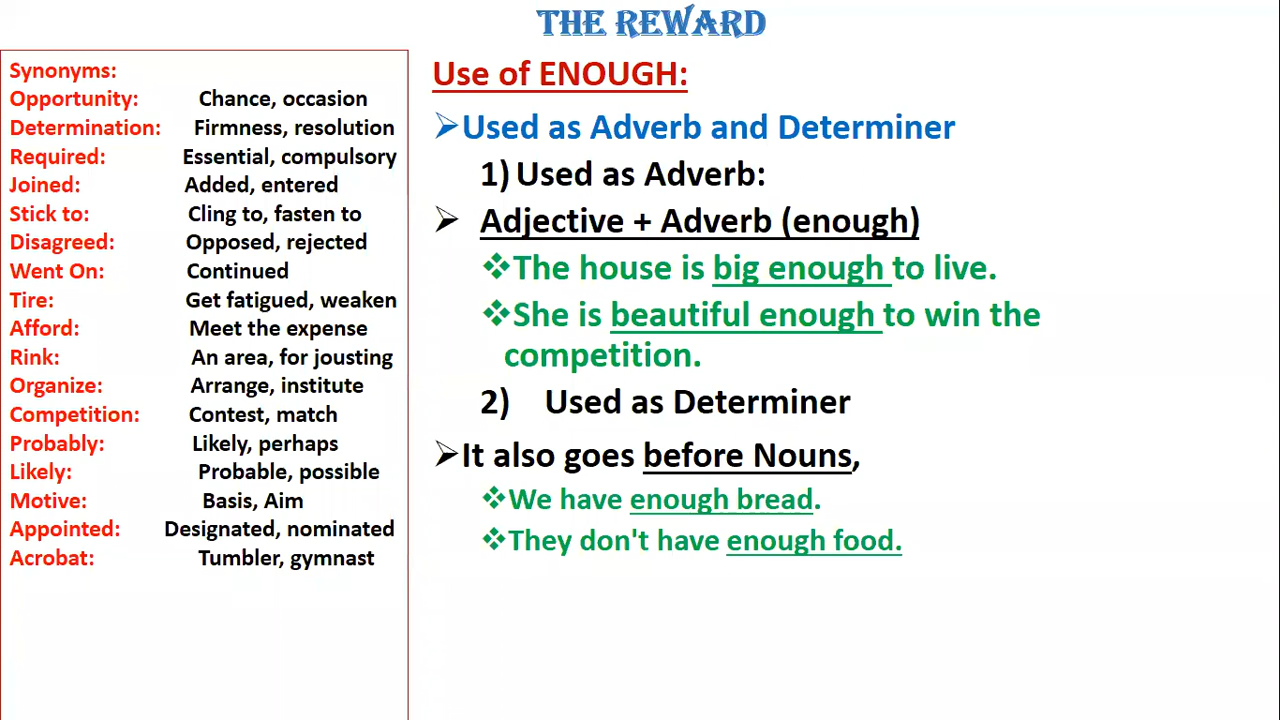 THE REWARD
Synonyms:
Opportunity: Chance, occasion
Determination: Firmness, resolution
Required: Essential, compulsory
Joined: Added, entered
Stick to: Cling to, fasten to
Disagreed: Opposed, rejected
Went On: Continued
Tire: Get fatigued, weaken
Afford: Meet the expense
Rink: An area, for jousting
Organize: Arrange, institute
Competition: Contest, match
Probably: Likely, perhaps
Likely: Probable, possible
Motive: Basis, Aim
Appointed: Designated, nominated
Acrobat: Tumbler, gymnast
Use of ENOUGH:
➢Used as Adverb and Determiner
1) Used as Adverb:
➢ Adjective + Adverb (enough)
❖The house is big enough to live.
❖She is beautiful enough to win the
competition.
2) Used as Determiner
➢It also goes before Nouns,
❖We have enough bread.
❖They don't have enough food.